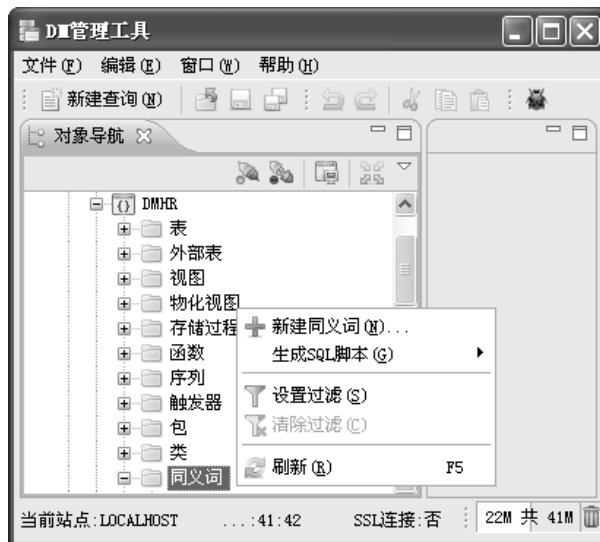 DM管理工具
文件(F) 编辑(E) 窗口(W) 帮助(H)
新建查询(N)
对象导航
DMHR
表
外部表
视图
物化视图
存储过程
函数
序列
触发器
包
类
同义词
新建同义词(N)...
生成SQL脚本(G)
设置过滤(S)
清除过滤(C)
刷新(R) F5
当前站点:LOCALHOST ...:41:42 SSL连接:否 22M 共 41M